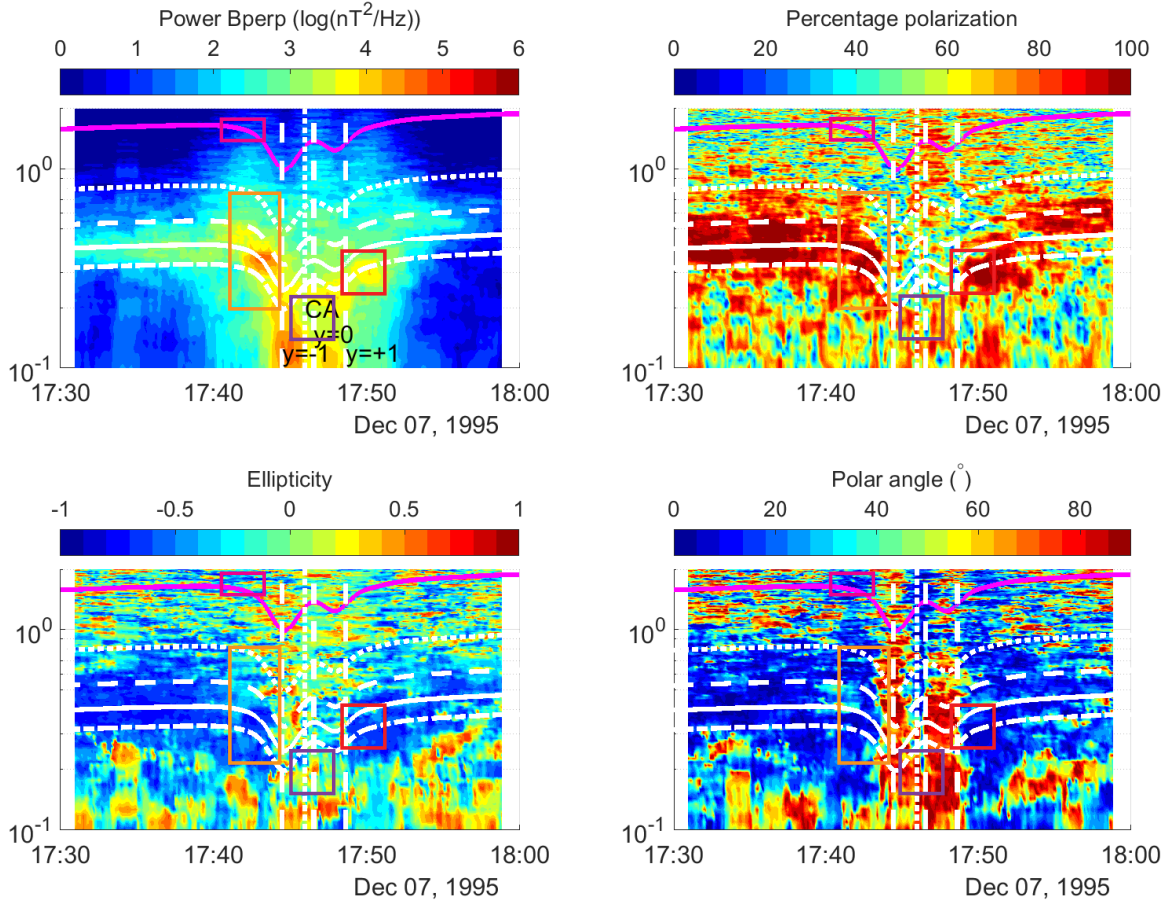 Power Bperp (log(nT²/Hz))
0 1 2 3 4 5 6
10⁰
10⁻¹
CA
y=0
y=-1 y=+1
17:30 17:40 17:50 18:00
Dec 07, 1995
Percentage polarization
0 20 40 60 80 100
10⁰
10⁻¹
17:30 17:40 17:50 18:00
Dec 07, 1995
Ellipticity
-1 -0.5 0 0.5 1
10⁰
10⁻¹
17:30 17:40 17:50 18:00
Dec 07, 1995
Polar angle (°)
0 20 40 60 80
10⁰
10⁻¹
17:30 17:40 17:50 18:00
Dec 07, 1995